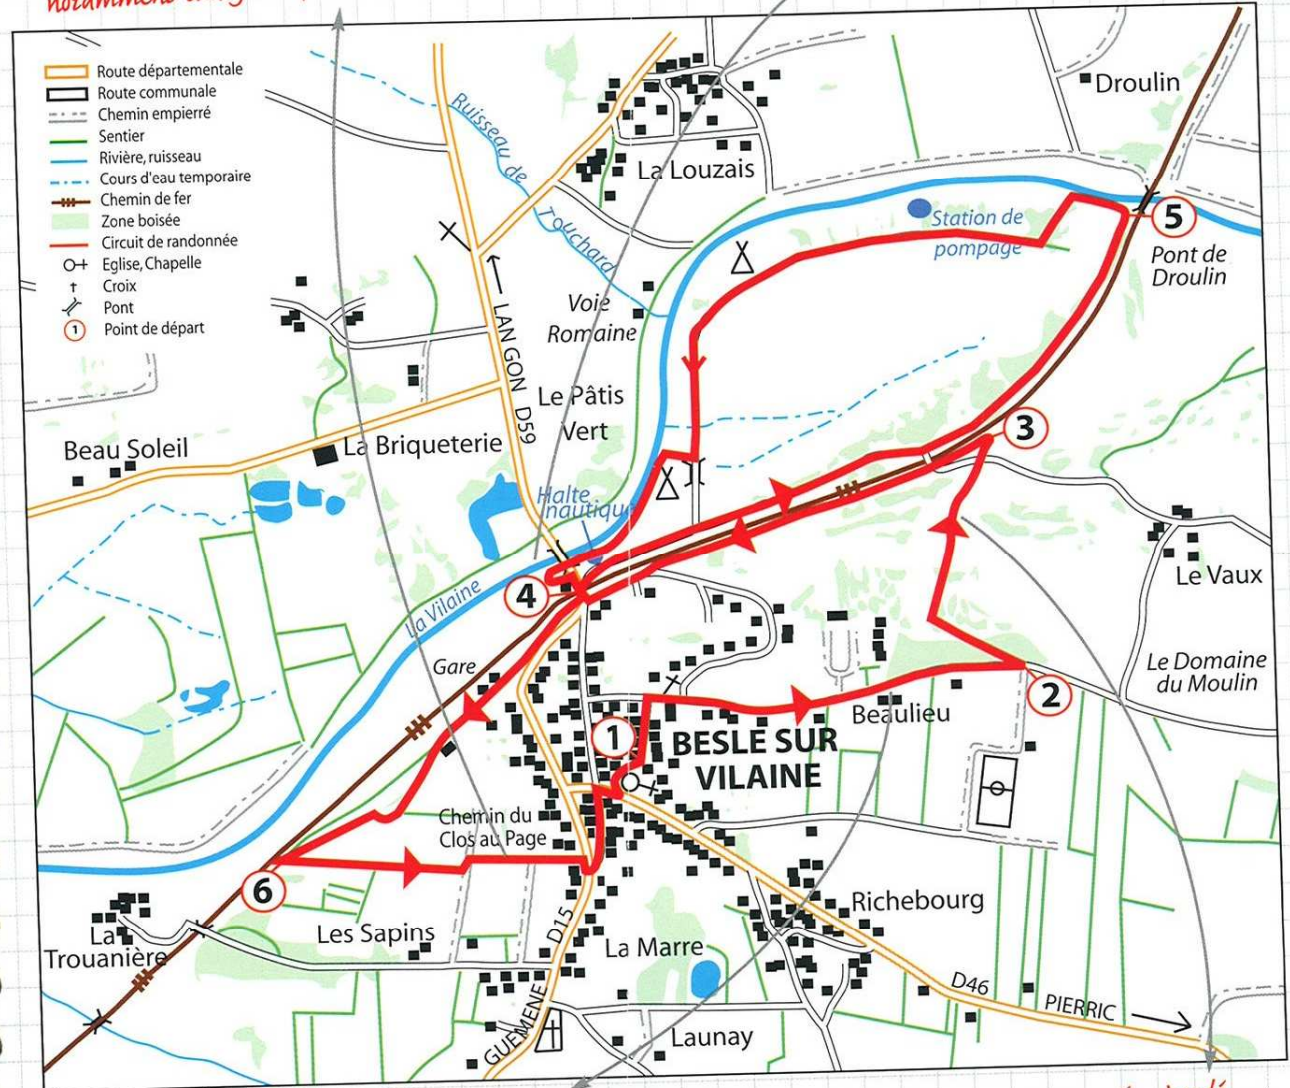 notamment
Route départementale
Route communale
Chemin empierré
Sentier
Rivière, ruisseau
Cours d'eau temporaire
Chemin de fer
Zone boisée
Circuit de randonnée
Eglise, Chapelle
Croix
Pont
1 Point de départ
Ruisseau de Touchard
La Louzais
Droulin
Station de
pompage
5
Pont de
Droulin
Voie
Romaine
LANGON D59
Le Pâtis
Vert
Beau Soleil
La Briqueterie
3
Halte
nautique
Le Vaux
4
La Vilaine
Gare
Le Domaine
du Moulin
2
Beaulieu
1
BESLE SUR
VILAINE
Chemin du
Clos au Page
6
Richebourg
La
Trouanière
Les Sapins
D15
La Marre
D46
PIERRIC
GUEMENE
Launay